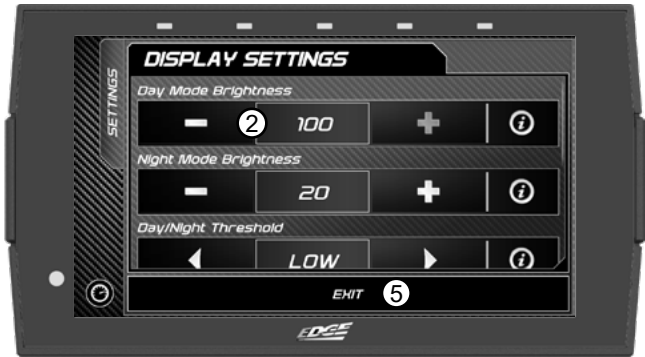 DISPLAY SETTINGS
SETTINGS
Day Mode Brightness
2 100
Night Mode Brightness
20
Day/Night Threshold
LOW
EXIT 5
EDGE